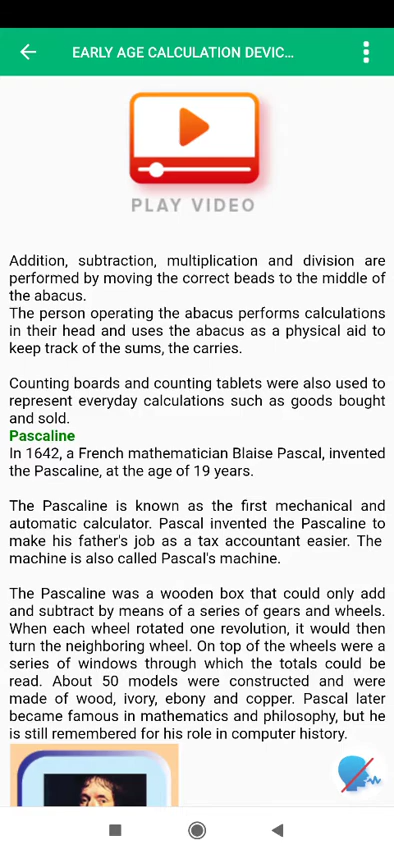 EARLY AGE CALCULATION DEVIC...
PLAY VIDEO
Addition, subtraction, multiplication and division are
performed by moving the correct beads to the middle of
the abacus.
The person operating the abacus performs calculations
in their head and uses the abacus as a physical aid to
keep track of the sums, the carries.
Counting boards and counting tablets were also used to
represent everyday calculations such as goods bought
and sold.
Pascaline
In 1642, a French mathematician Blaise Pascal, invented
the Pascaline, at the age of 19 years.
The Pascaline is known as the first mechanical and
automatic calculator. Pascal invented the Pascaline to
make his father's job as a tax accountant easier. The
machine is also called Pascal's machine.
The Pascaline was a wooden box that could only add
and subtract by means of a series of gears and wheels.
When each wheel rotated one revolution, it would then
turn the neighboring wheel. On top of the wheels were a
series of windows through which the totals could be
read. About 50 models were constructed and were
made of wood, ivory, ebony and copper. Pascal later
became famous in mathematics and philosophy, but he
is still remembered for his role in computer history.